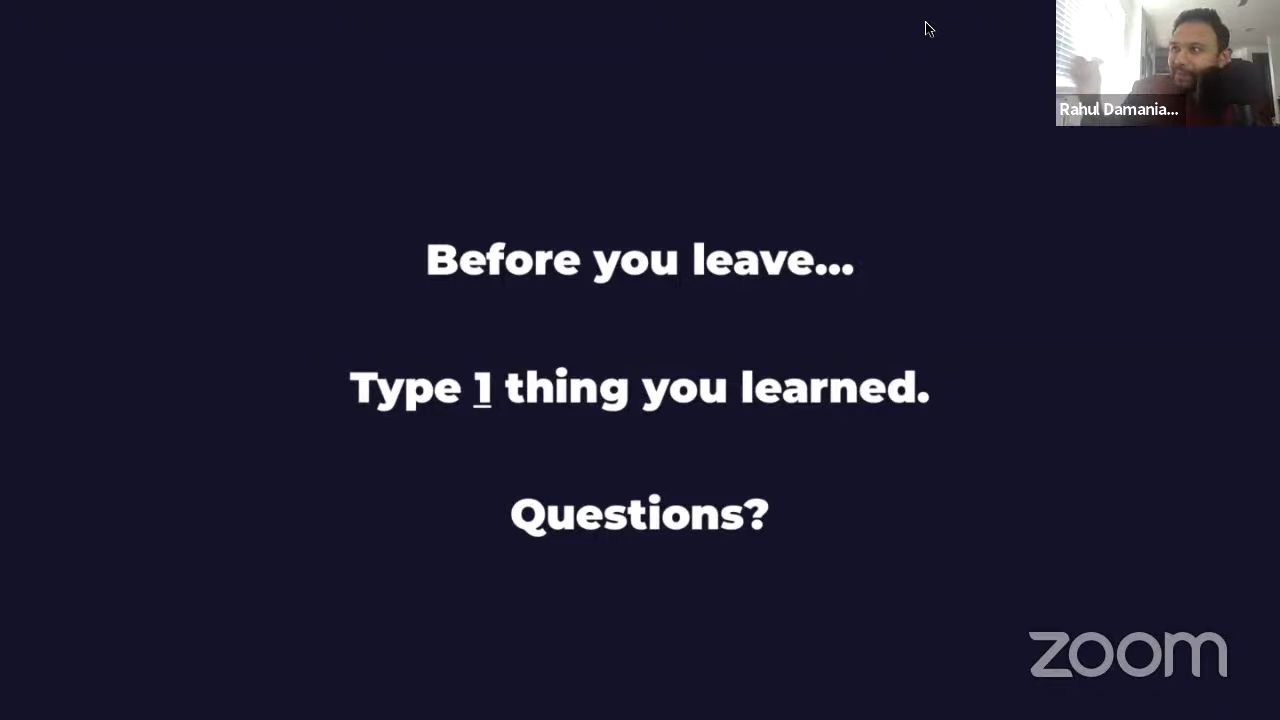 Rahul Damania...
Before you leave...
Type 1 thing you learned.
Questions?
zoom